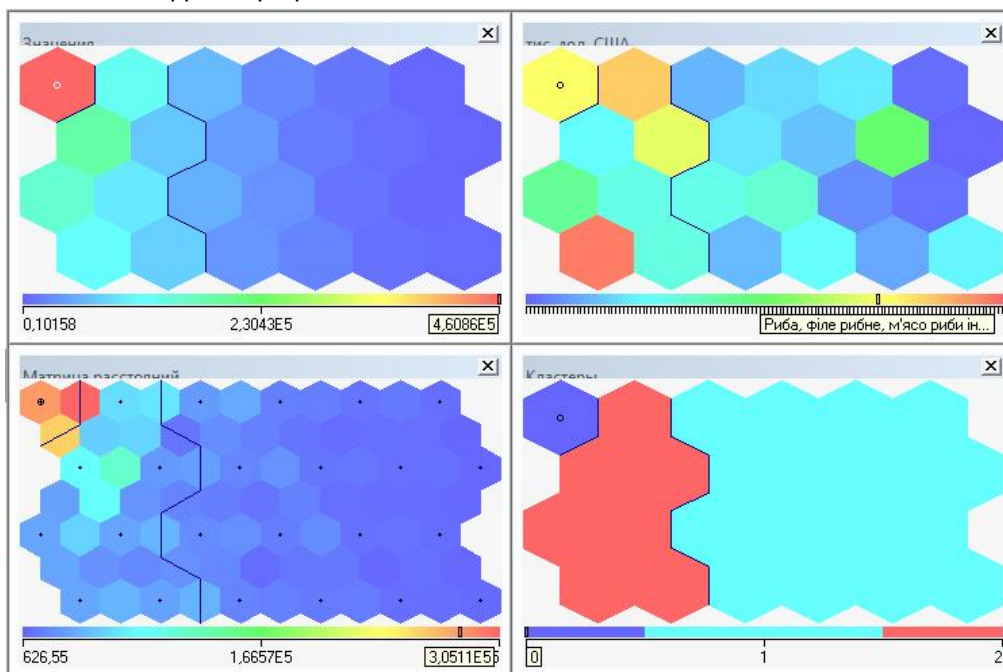 Значения
тис. дол. США
0,10158
2,3043E5
4,6086E5
Риба, філе рибне, м'ясо риби ін...
Матрица расстояний
Кластеры
626,55
1,6657E5
3,0511E5
0
1
2